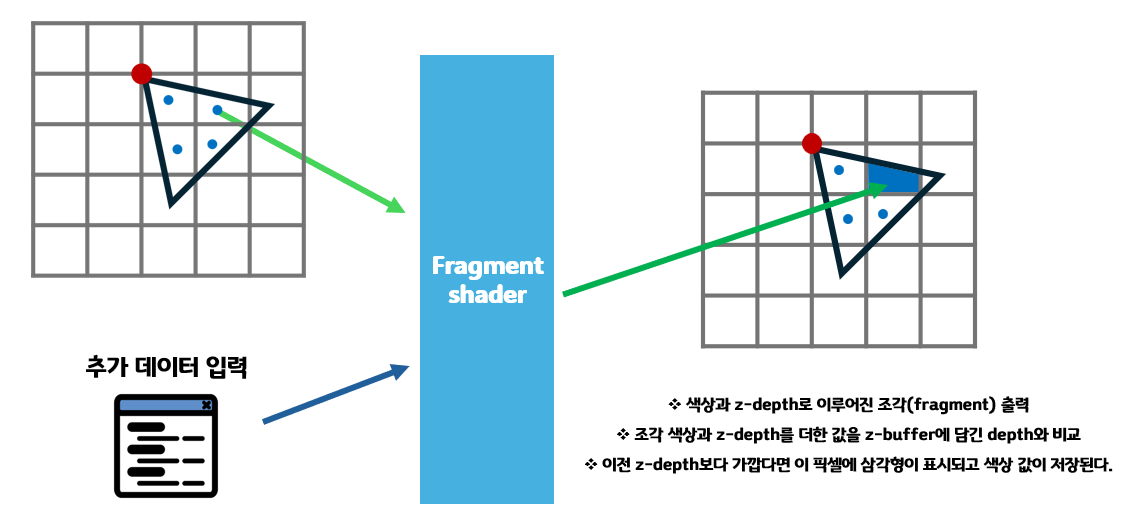 추가 데이터 입력
Fragment
shader
❖ 색상과 z-depth로 이루어진 조각(fragment) 출력
❖ 조각 색상과 z-depth를 더한 값을 z-buffer에 담긴 depth와 비교
❖ 이전 z-depth보다 가깝다면 이 픽셀에 삼각형이 표시되고 색상 값이 저장된다.